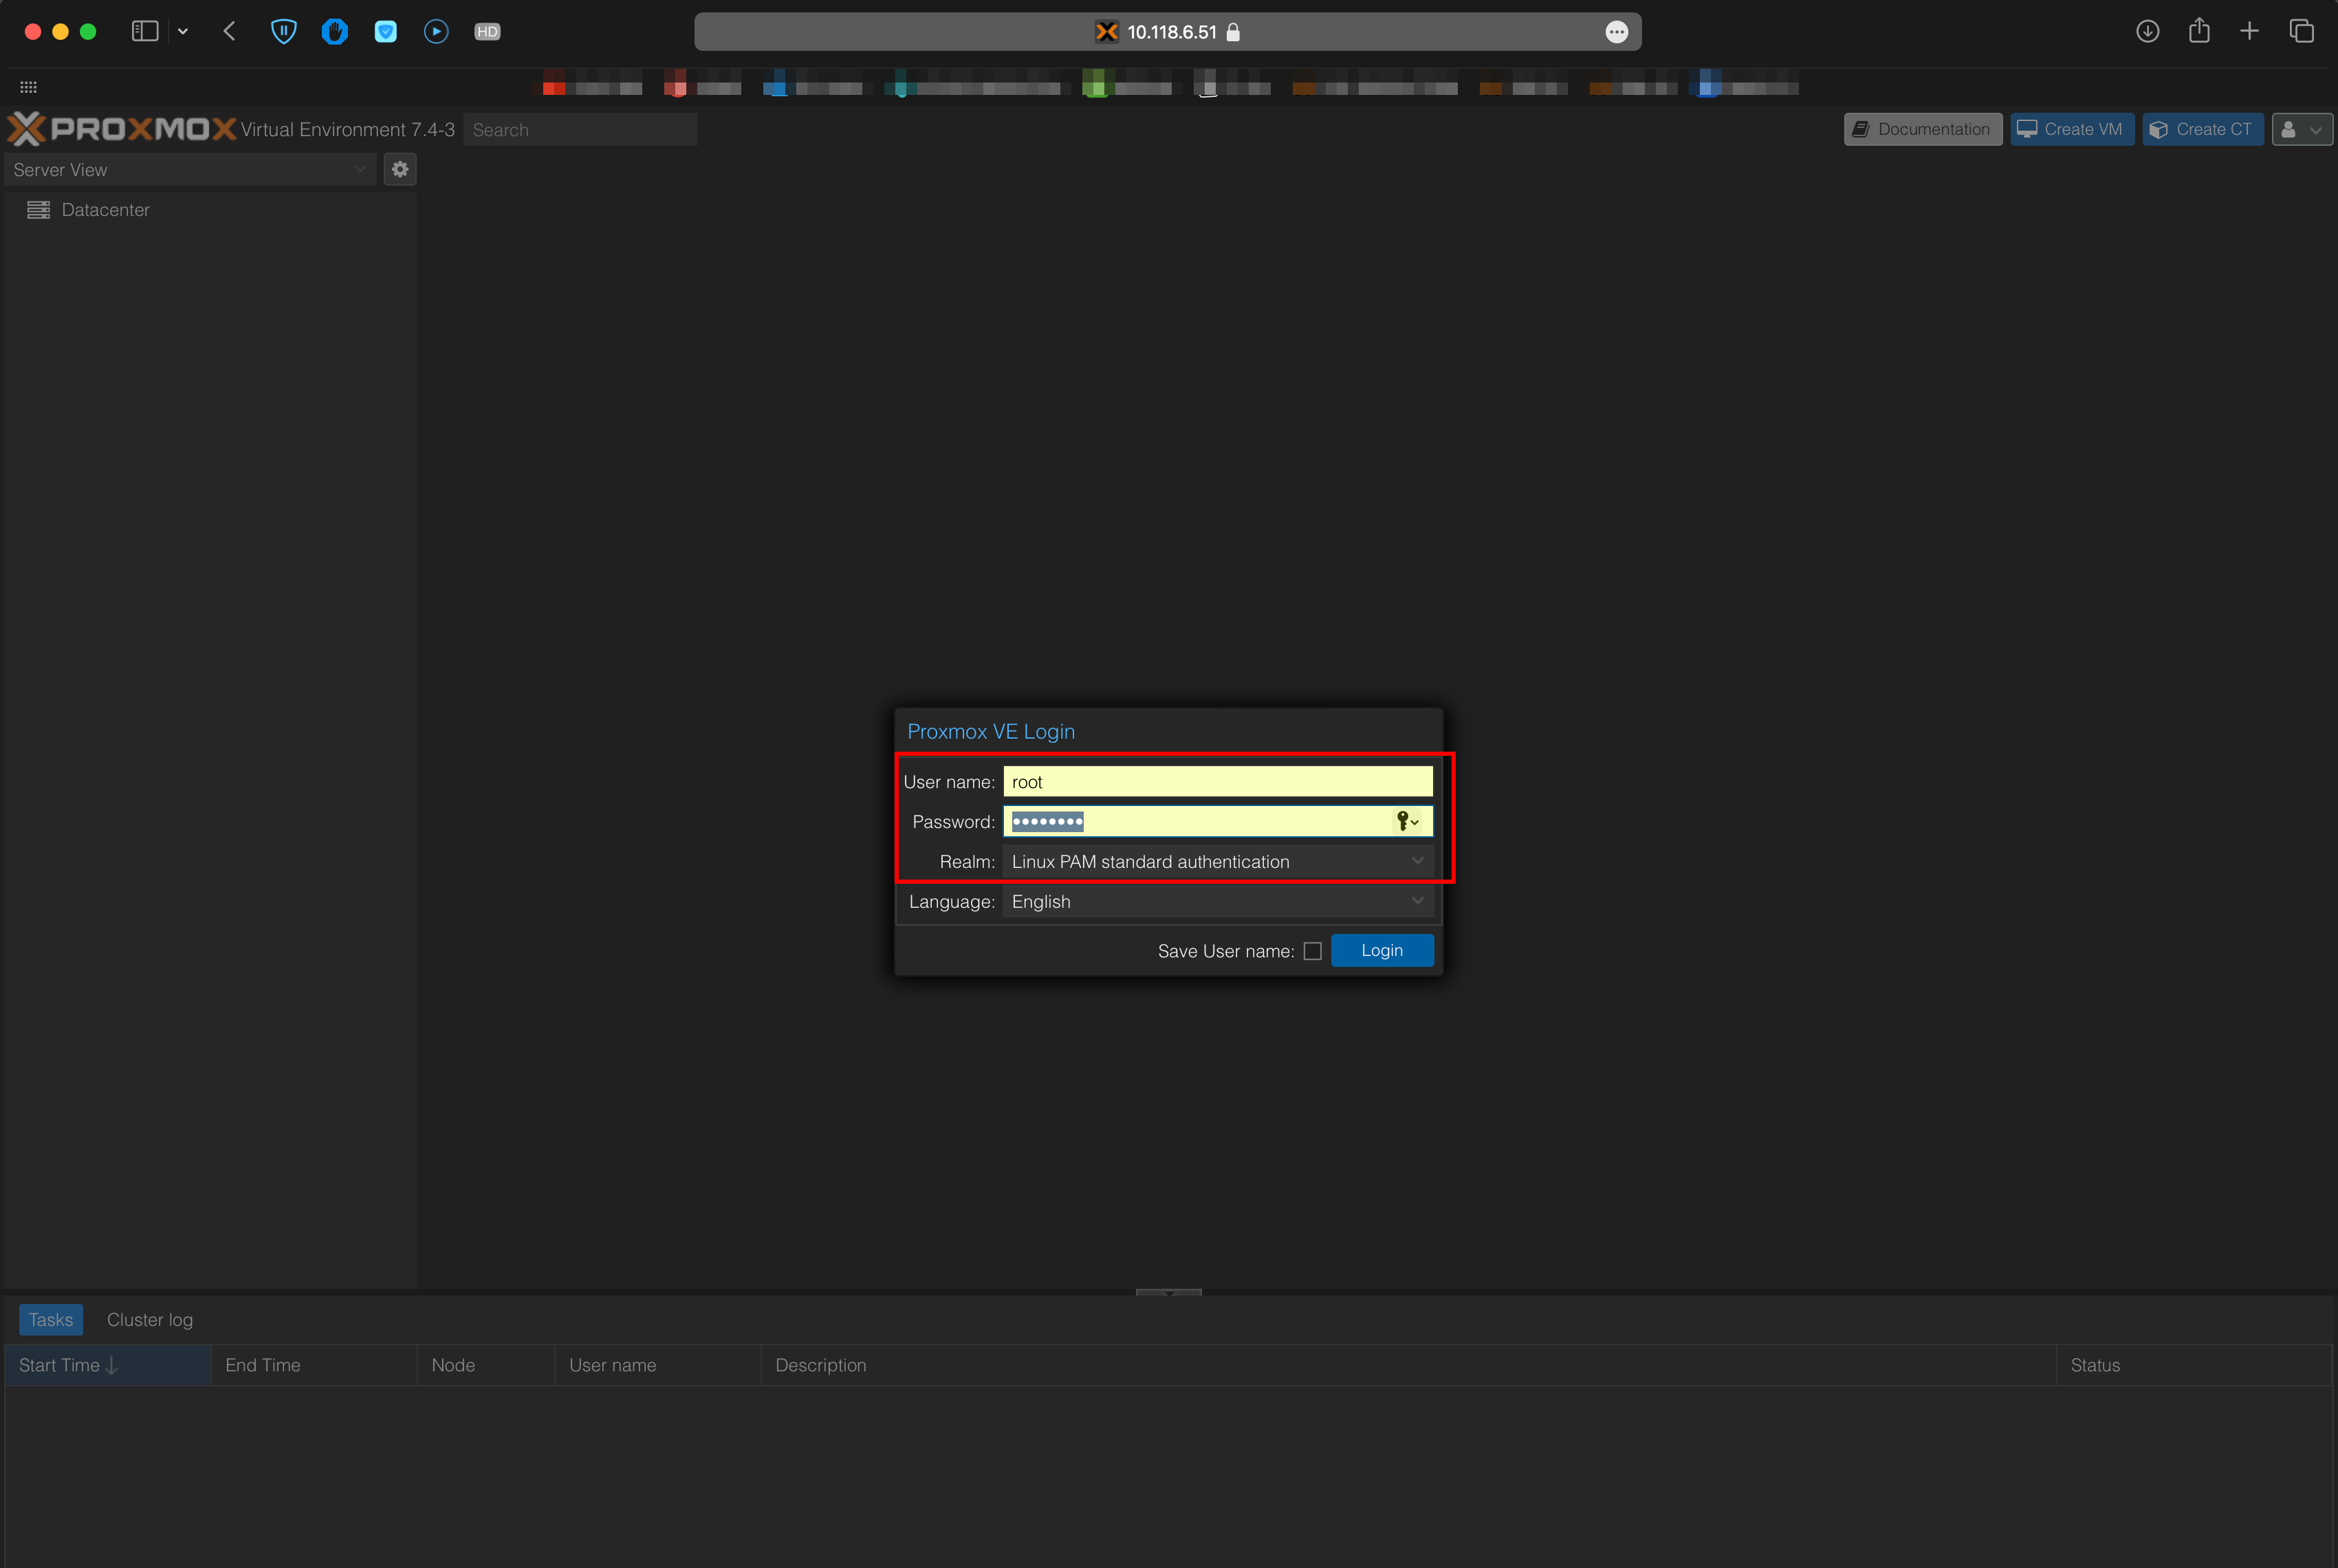 HD
10.118.6.51
PROXMOX Virtual Environment 7.4-3 Search Documentation Create VM Create CT
Server View
Datacenter
Proxmox VE Login
User name: root
Password: ••••••••
Realm: Linux PAM standard authentication
Language: English
Save User name: Login
Tasks Cluster log
Start Time End Time Node User name Description Status